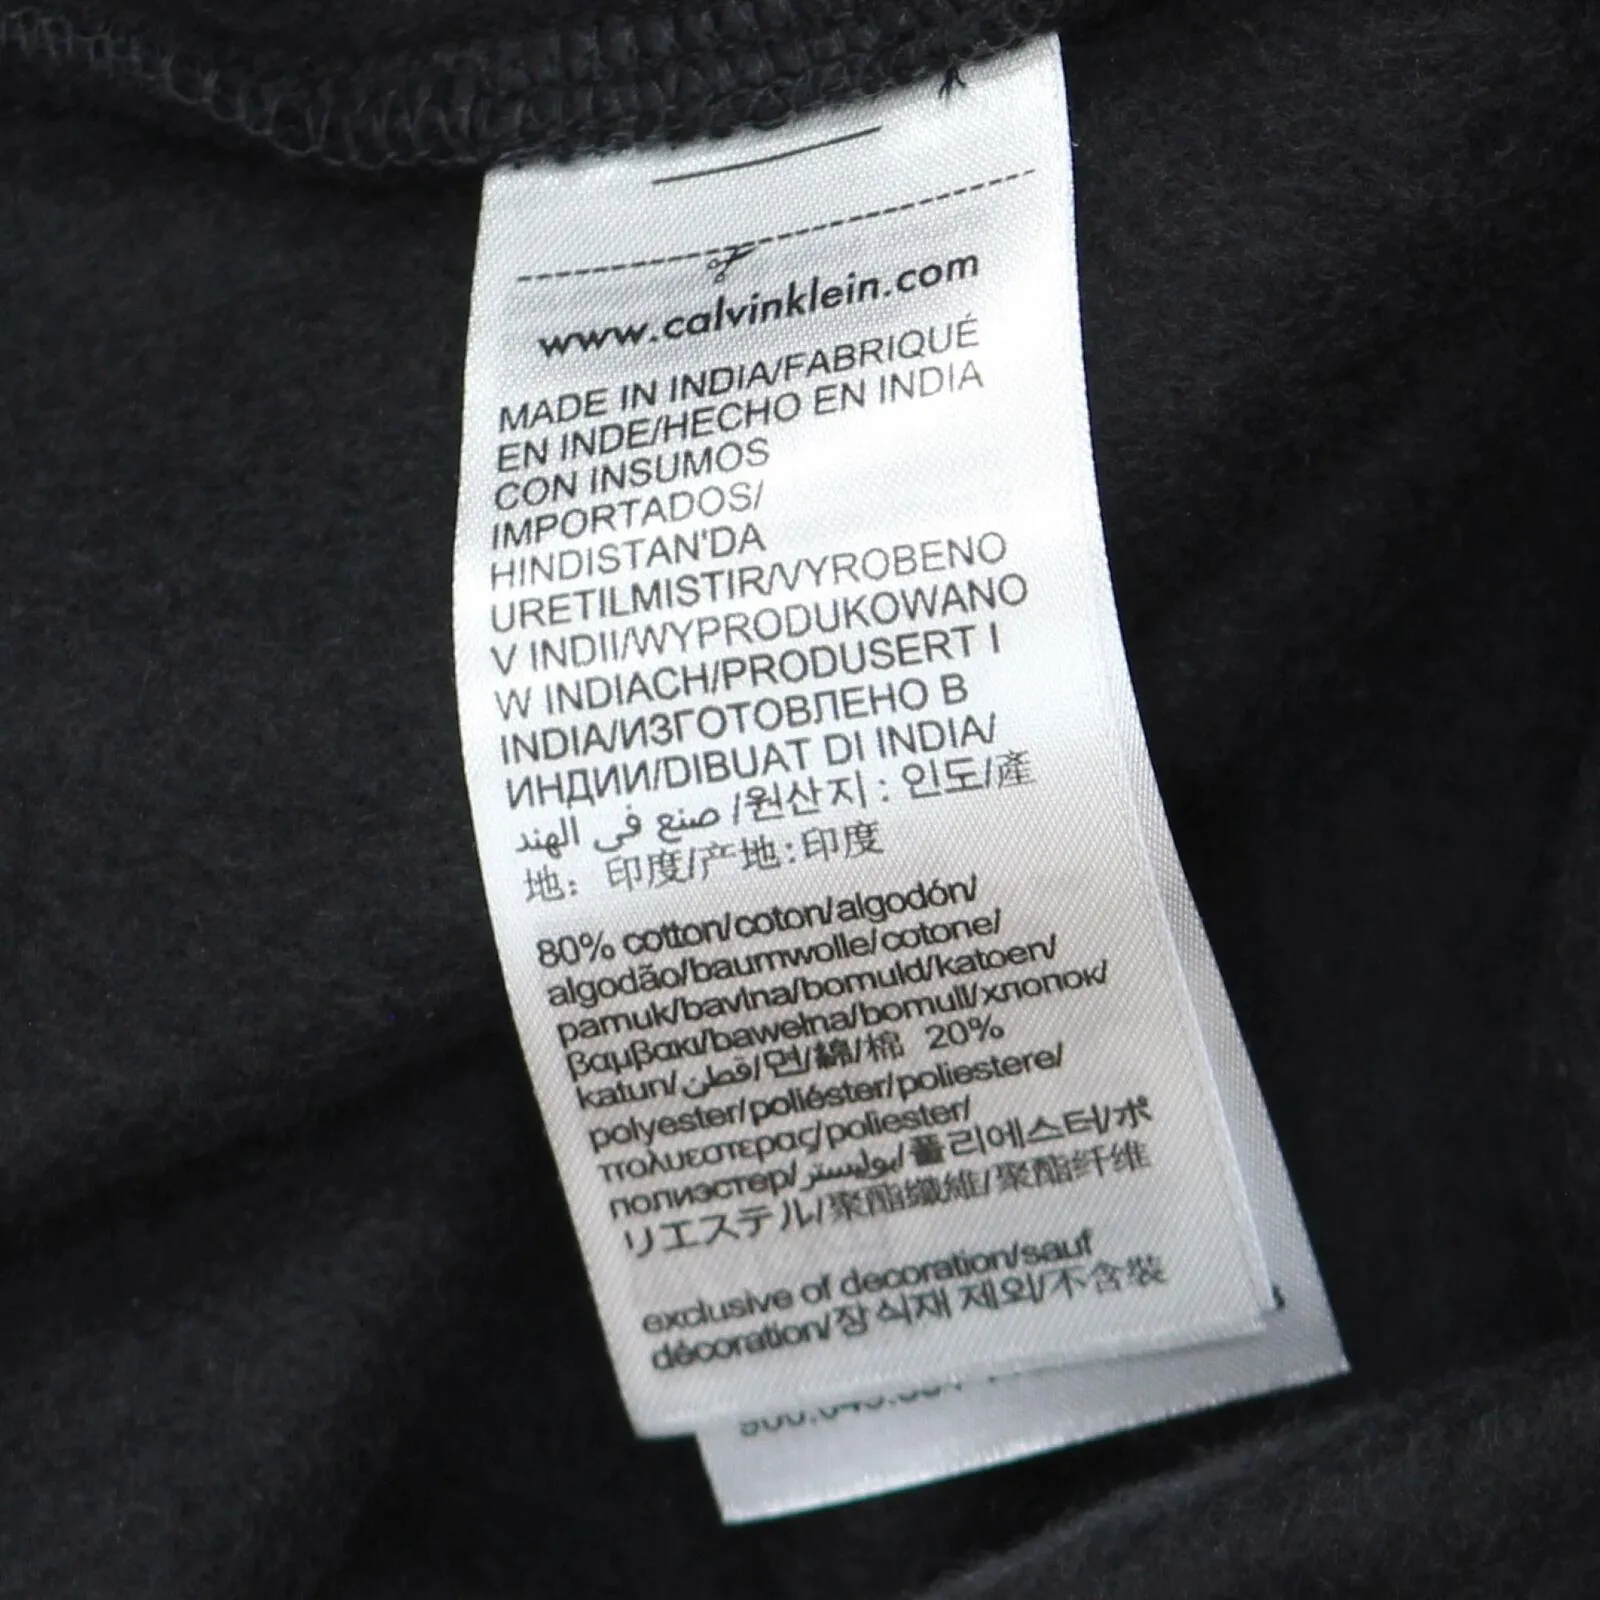 www.calvinklein.com
MADE IN INDIA/FABRIQUÉ
EN INDE/HECHO EN INDIA
CON INSUMOS
IMPORTADOS/
HINDISTAN'DA
URETILMISTIR/VYROBENO
V INDII/WYPRODUKOWANO
W INDIACH/PRODUSERT I
INDIA/ИЗГОТОВЛЕНО В
ИНДИИ/DIBUAT DI INDIA/
صنع في الهند/원산지 : 인도/產
地: 印度/产地:印度
80% cotton/coton/algodón/
algodão/baumwolle/cotone/
pamuk/bavlna/bomuld/katoen/
βαμβακι/bawełna/bomull/хлопок/
katun/قطن/면/綿/棉 20%
polyester/poliéster/poliestere/
πολυεστερας/poliester/
полиэстер/بوليستر/폴리에스터/ポ
リエステル/聚酯纖維/聚酯纤维
exclusive of decoration/sauf
décoration/장식재 제외/不含裝